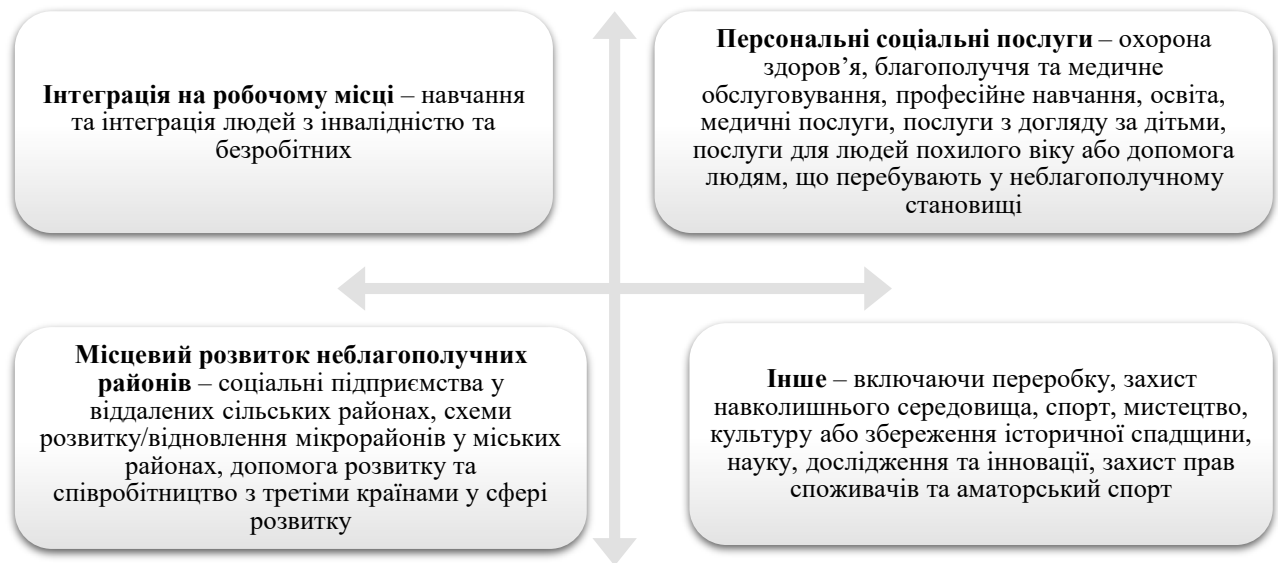 Інтеграція на робочому місці – навчання
та інтеграція людей з інвалідністю та
безробітних
Персональні соціальні послуги – охорона
здоров’я, благополуччя та медичне
обслуговування, професійне навчання, освіта,
медичні послуги, послуги з догляду за дітьми,
послуги для людей похилого віку або допомога
людям, що перебувають у неблагополучному
становищі
Місцевий розвиток неблагополучних
районів – соціальні підприємства у
віддалених сільських районах, схеми
розвитку/відновлення мікрорайонів у міських
районах, допомога розвитку та
співробітництво з третіми країнами у сфері
розвитку
Інше – включаючи переробку, захист
навколишнього середовища, спорт, мистецтво,
культуру або збереження історичної спадщини,
науку, дослідження та інновації, захист прав
споживачів та аматорський спорт